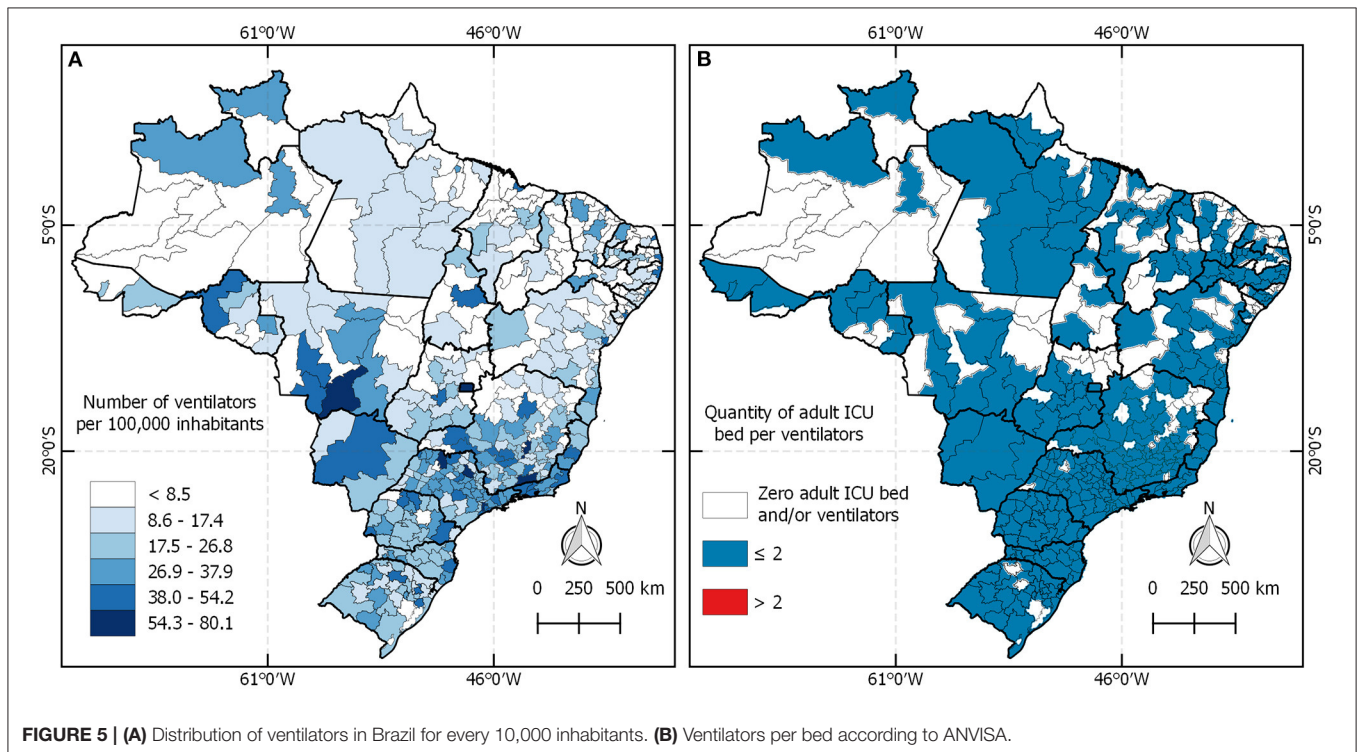 61°0′W 46°0′W 61°0′W 46°0′W
A
B
5°S
5°S
Number of ventilators
per 100,000 inhabitants
Quantity of adult ICU
bed per ventilators
20°S
20°S
< 8.5
8.6 - 17.4
17.5 - 26.8
26.9 - 37.9
38.0 - 54.2
54.3 - 80.1
N
0 250 500 km
Zero adult ICU bed
and/or ventilators
≤ 2
> 2
N
0 250 500 km
61°0′W 46°0′W 61°0′W 46°0′W
FIGURE 5 | (A) Distribution of ventilators in Brazil for every 10,000 inhabitants. (B) Ventilators per bed according to ANVISA.